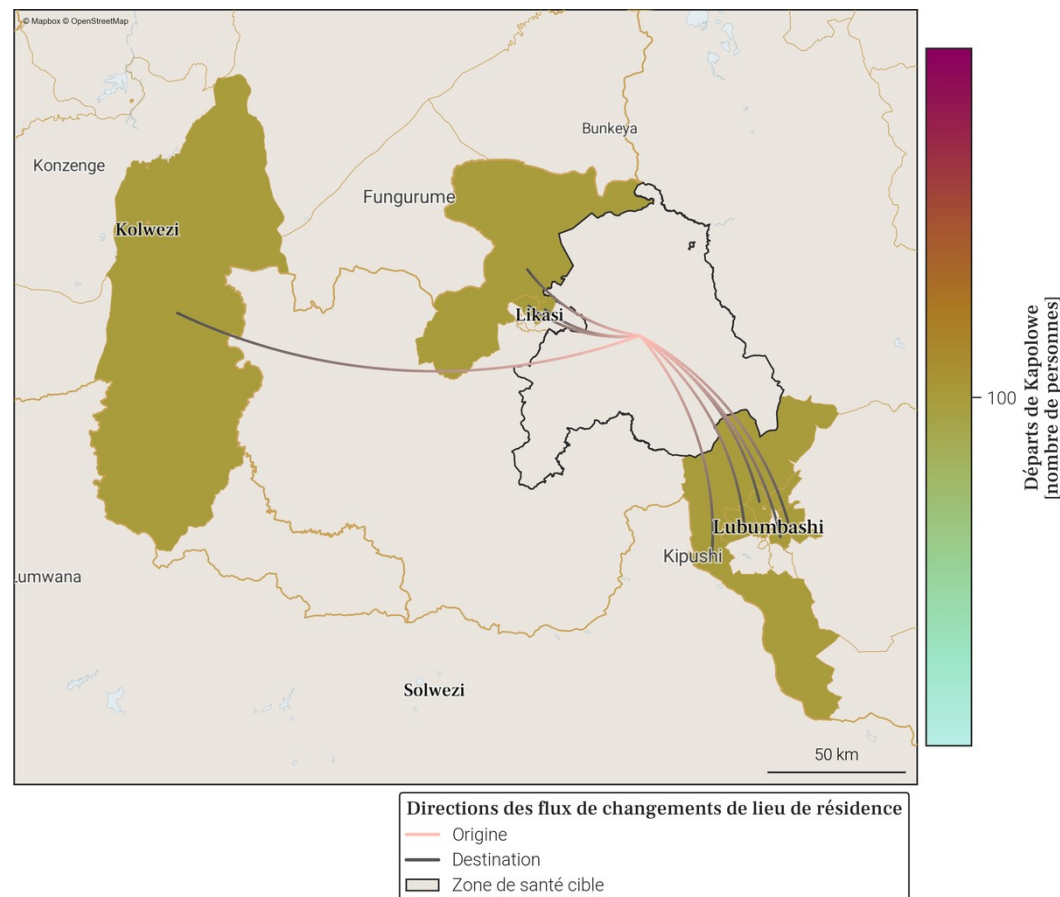 © Mapbox © OpenStreetMap
Bunkeya
Konzenge
Fungurume
Kolwezi
Likasi
Lubumbashi
Kipushi
Lumwana
Solwezi
50 km
100
Départs de Kapolowe
[nombre de personnes]
Directions des flux de changements de lieu de résidence
Origine
Destination
Zone de santé cible